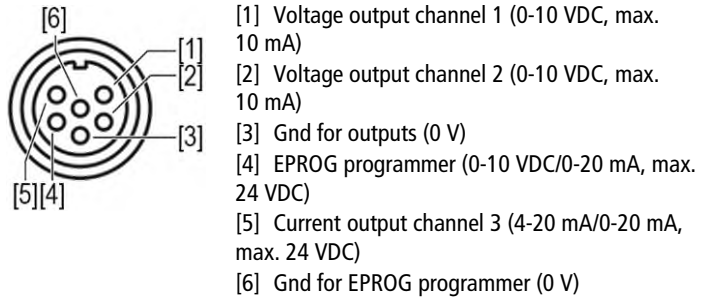 [6]
[1]
[2]
[3]
[5][4]
[1] Voltage output channel 1 (0-10 VDC, max.
10 mA)
[2] Voltage output channel 2 (0-10 VDC, max.
10 mA)
[3] Gnd for outputs (0 V)
[4] EPROG programmer (0-10 VDC/0-20 mA, max.
24 VDC)
[5] Current output channel 3 (4-20 mA/0-20 mA,
max. 24 VDC)
[6] Gnd for EPROG programmer (0 V)